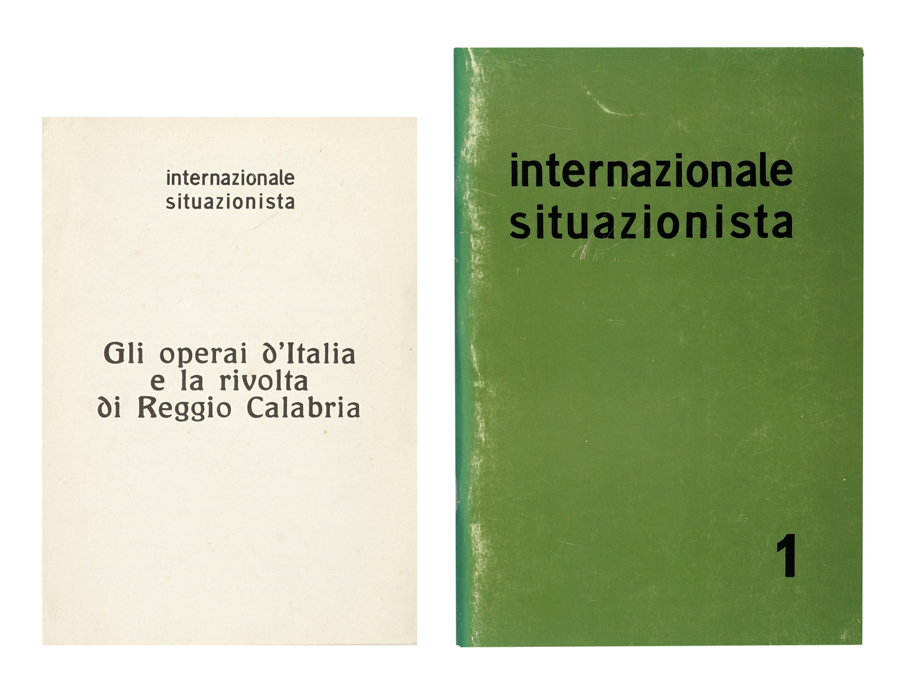 internazionale
situazionista
Gli operai d'Italia
e la rivolta
di Reggio Calabria
internazionale
situazionista
1